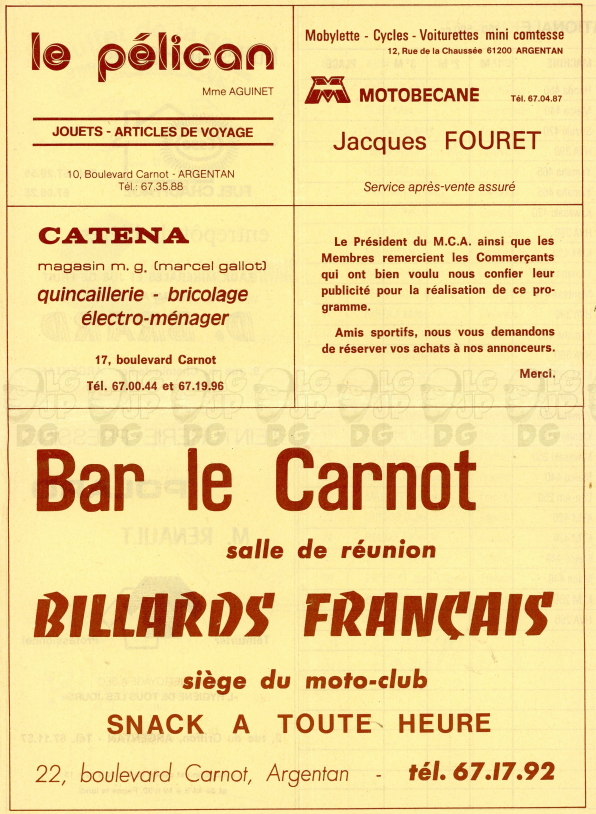 le pélican
Mme AGUINET
JOUETS - ARTICLES DE VOYAGE
10, Boulevard Carnot - ARGENTAN
Tél.: 67.35.88
Mobylette - Cycles - Voiturettes mini comtesse
12, Rue de la Chaussée 61200 ARGENTAN
MOTOBECANE Tél. 67.04.87
Jacques FOURET
Service après-vente assuré
CATENA
magasin m. g. (marcel gallot)
quincaillerie - bricolage
électro-ménager
17, boulevard Carnot
Tél. 67.00.44 et 67.19.96
Le Président du M.C.A. ainsi que les
Membres remercient les Commerçants
qui ont bien voulu nous confier leur
publicité pour la réalisation de ce pro-
gramme.
Amis sportifs, nous vous demandons
de réserver vos achats à nos annonceurs.
Merci.
Bar le Carnot
salle de réunion
BILLARDS FRANÇAIS
siège du moto-club
SNACK A TOUTE HEURE
22, boulevard Carnot, Argentan - tél. 67.17.92